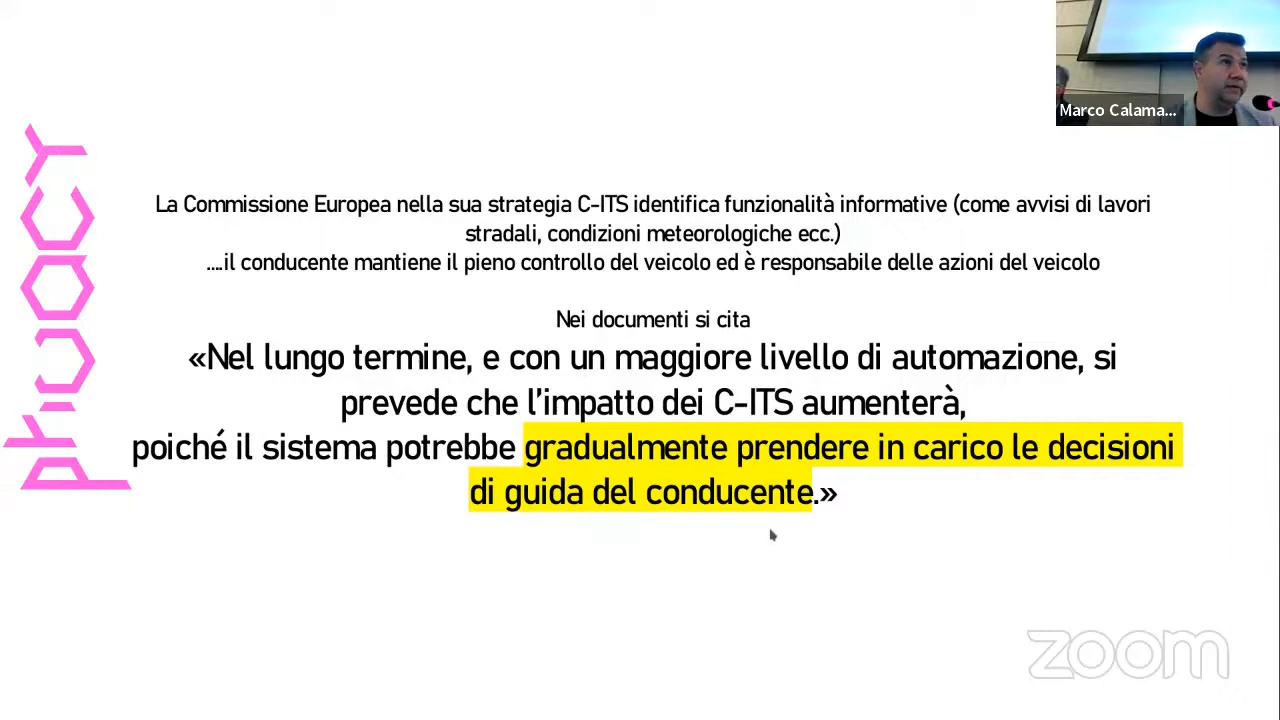 Marco Calama...
La Commissione Europea nella sua strategia C-ITS identifica funzionalità informative (come avvisi di lavori
stradali, condizioni meteorologiche ecc.)
....il conducente mantiene il pieno controllo del veicolo ed è responsabile delle azioni del veicolo
Nei documenti si cita
«Nel lungo termine, e con un maggiore livello di automazione, si
prevede che l'impatto dei C-ITS aumenterà,
poiché il sistema potrebbe gradualmente prendere in carico le decisioni
di guida del conducente.»
privacy
zoom